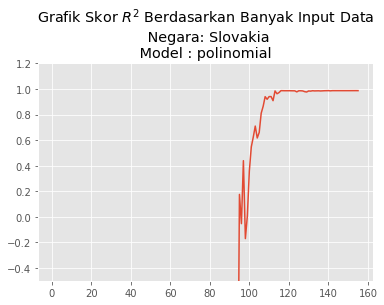 Grafik Skor R² Berdasarkan Banyak Input Data
Negara: Slovakia
Model : polinomial
1.2
1.0
0.8
0.6
0.4
0.2
0.0
−0.2
−0.4
0 20 40 60 80 100 120 140 160